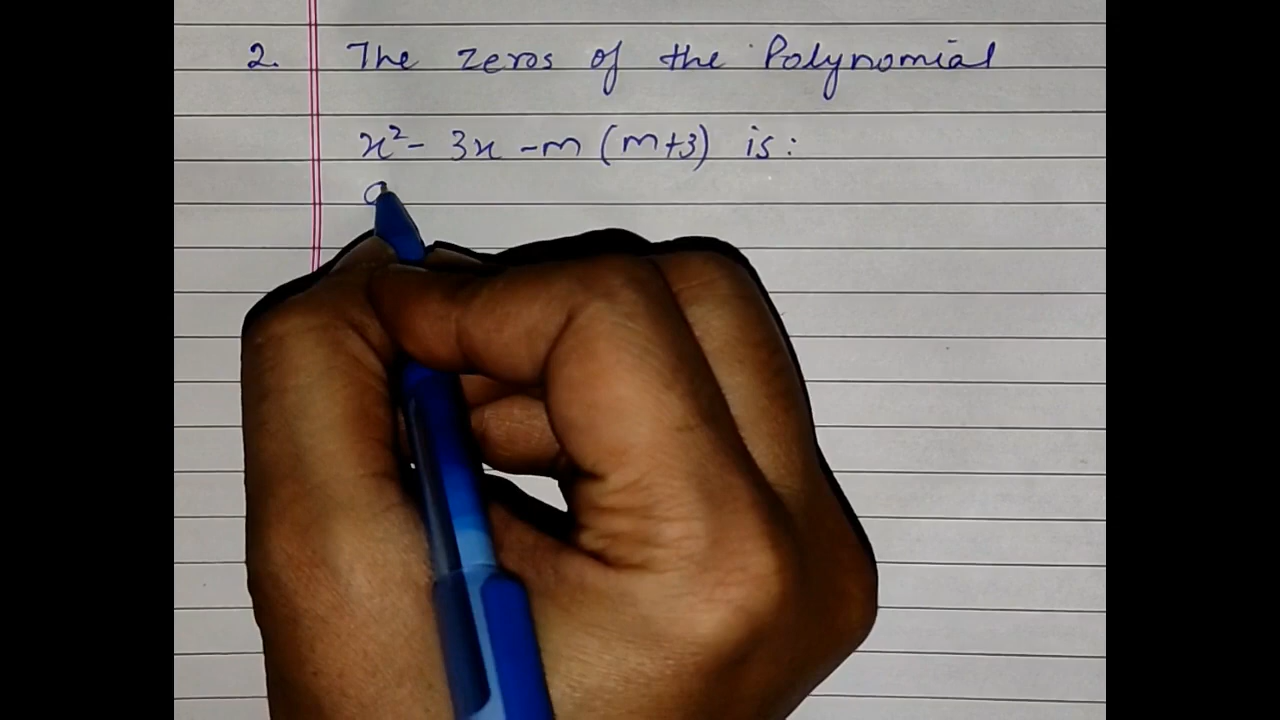 2. The zeros of the Polynomial
x² - 3x - m (m+3) is: